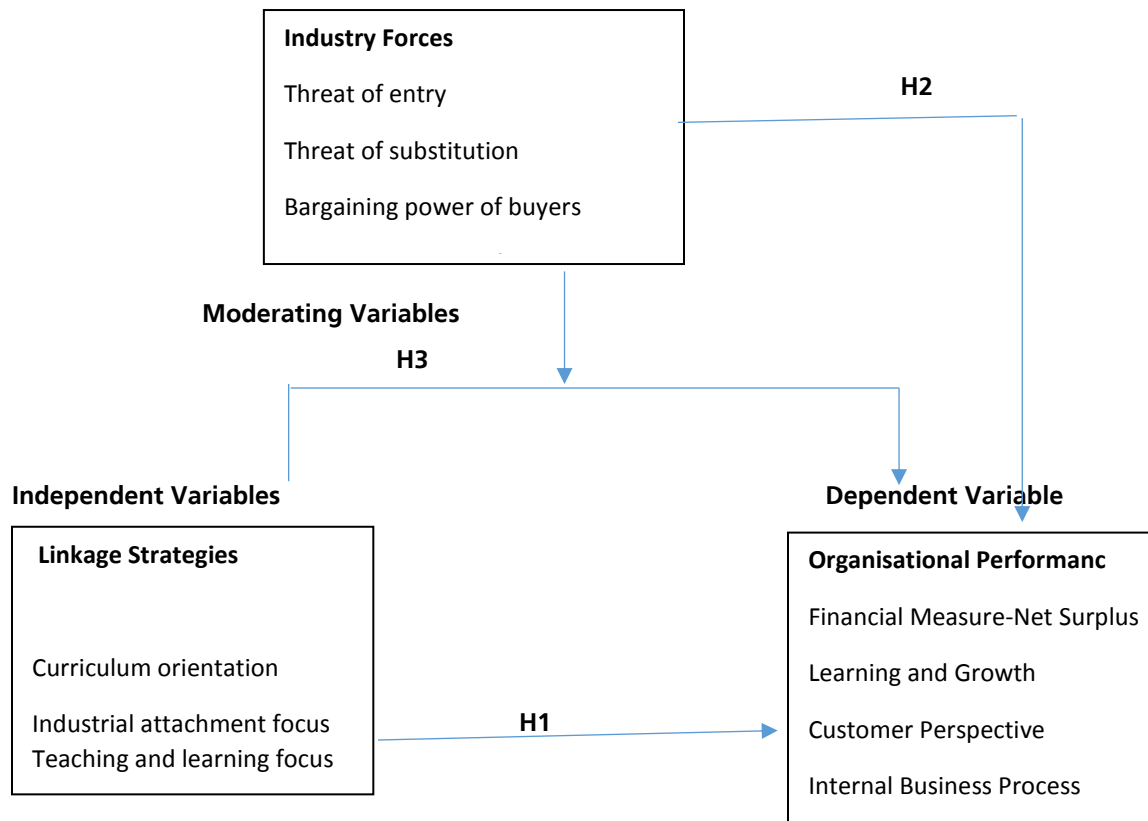 Industry Forces
Threat of entry
Threat of substitution
Bargaining power of buyers
H2
Moderating Variables
H3
Independent Variables
Dependent Variable
Linkage Strategies
Curriculum orientation
Industrial attachment focus
Teaching and learning focus
H1
Organisational Performanc
Financial Measure-Net Surplus
Learning and Growth
Customer Perspective
Internal Business Process